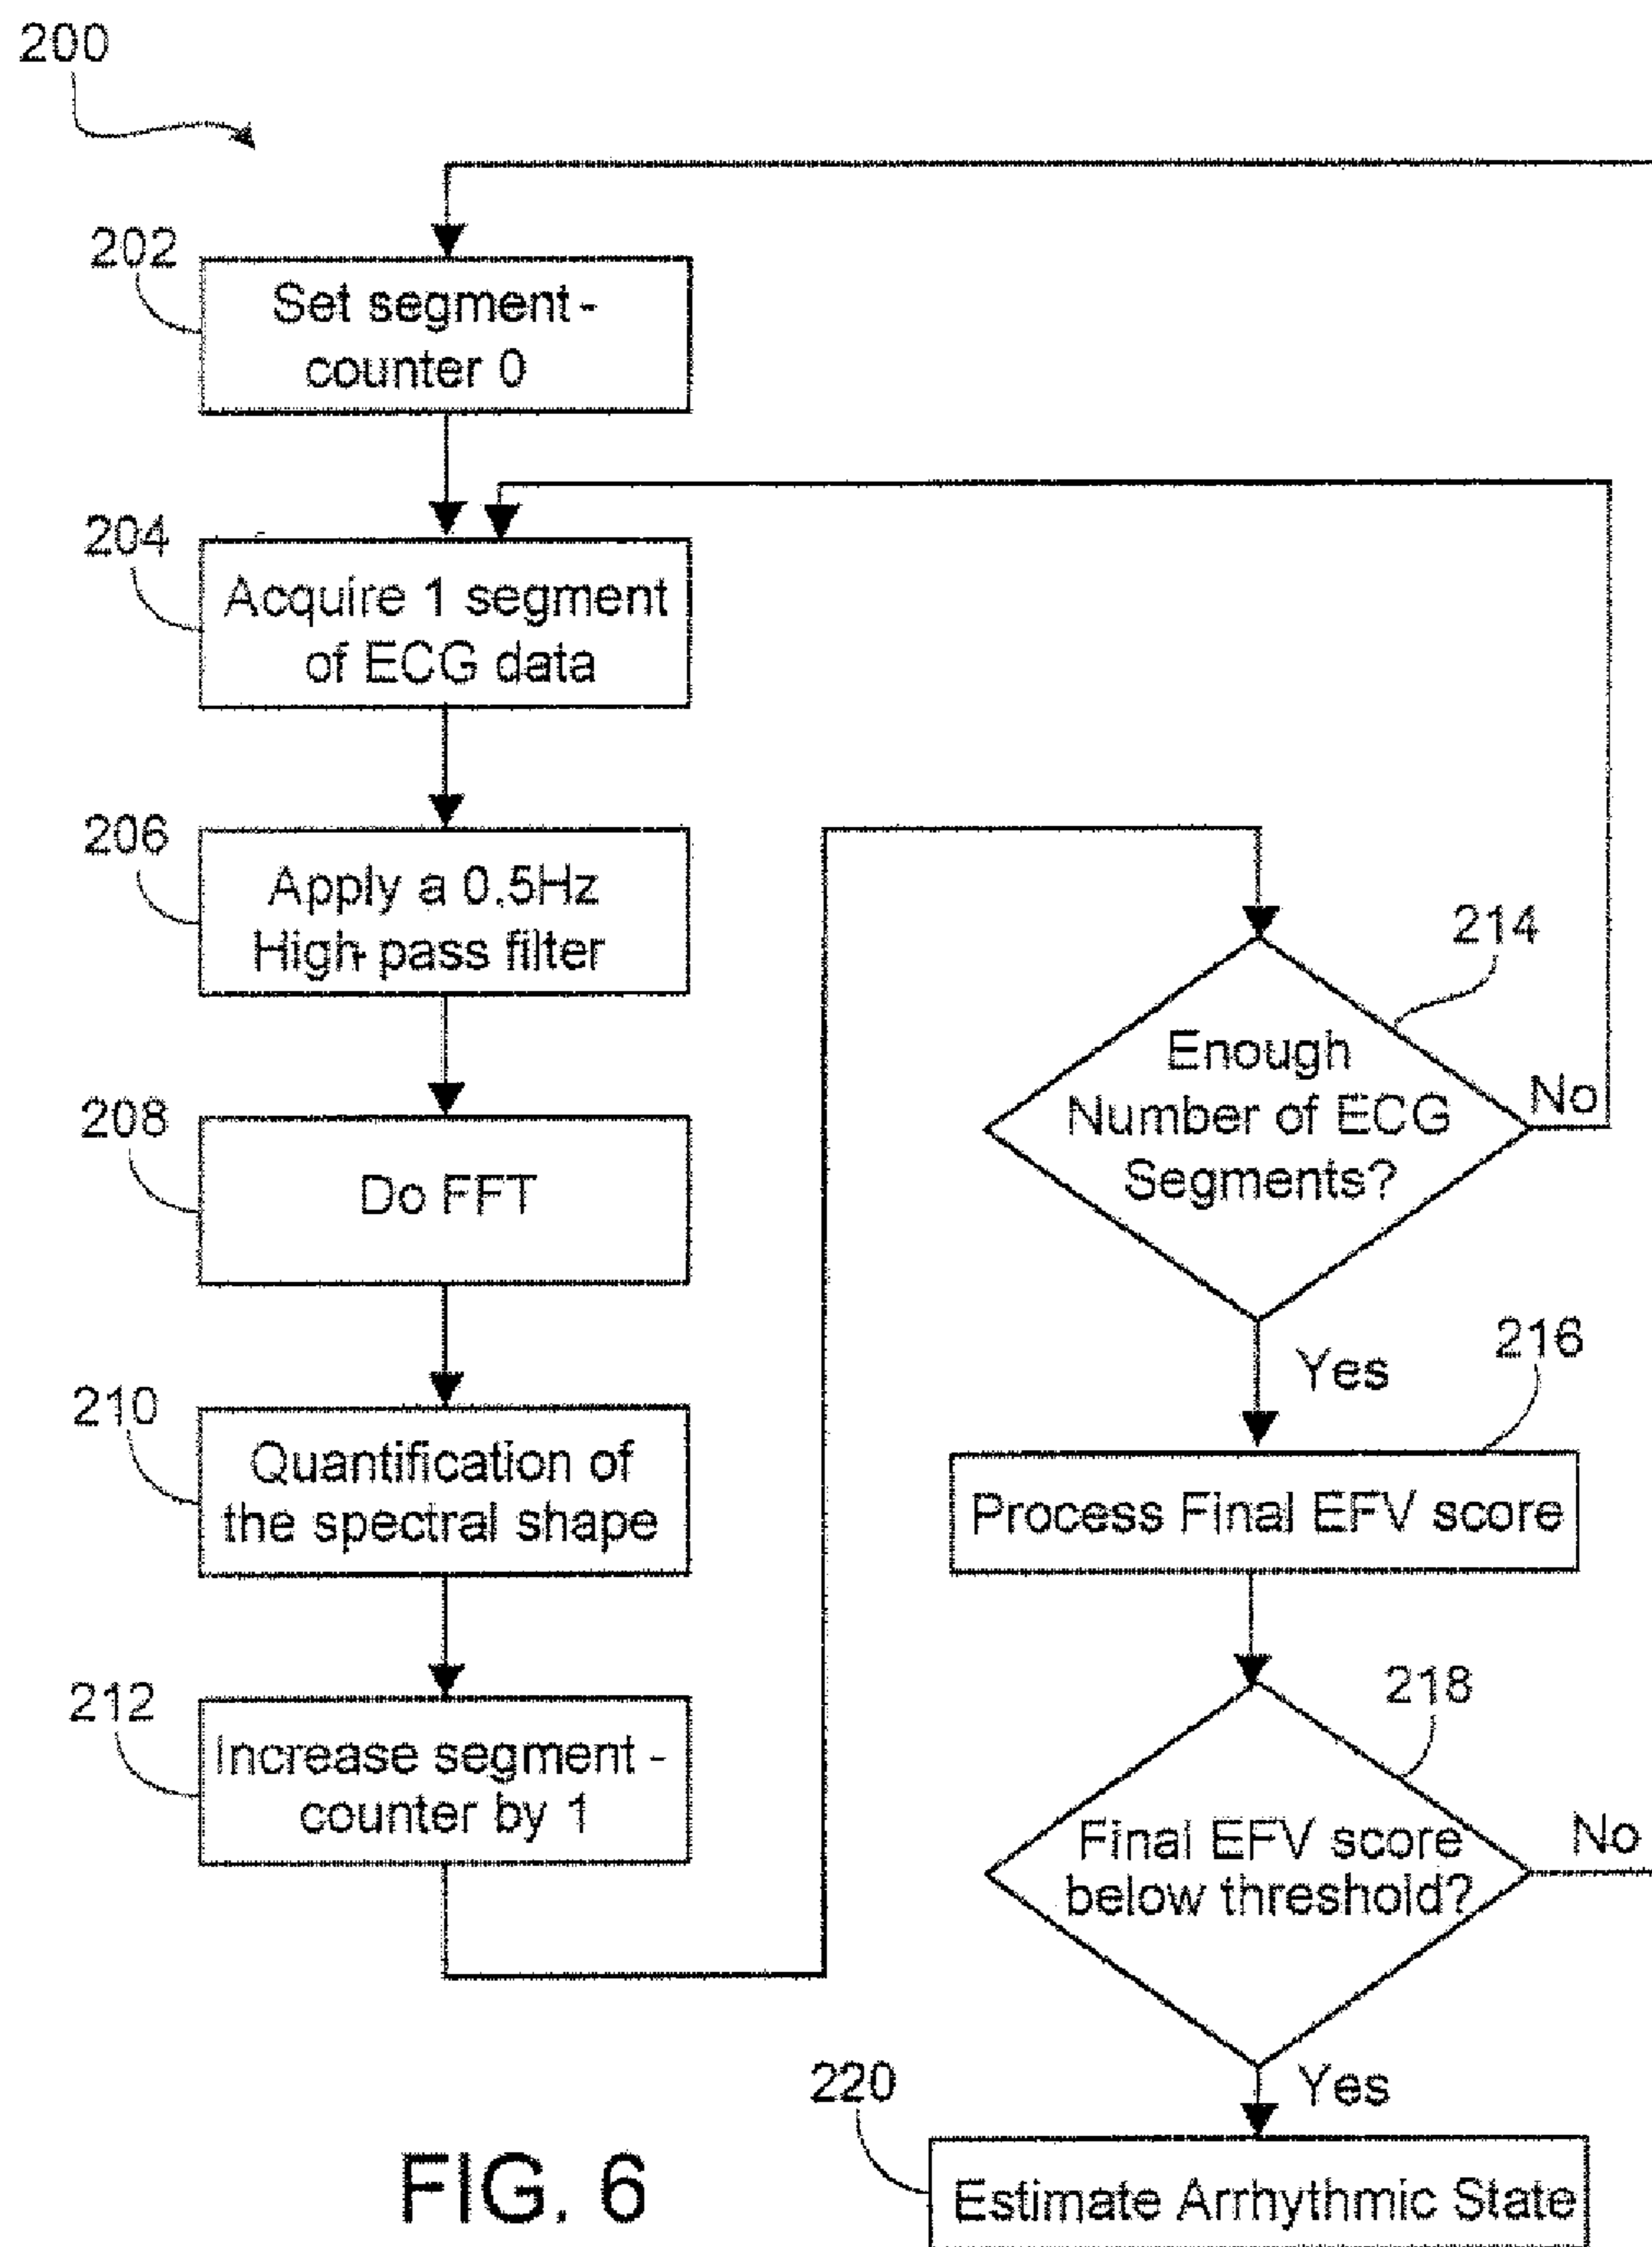 200
202
Set segment-
counter 0
204
Acquire 1 segment
of ECG data
206
Apply a 0.5Hz
High-pass filter
208
Do FFT
210
Quantification of
the spectral shape
212
Increase segment-
counter by 1
214
Enough
Number of ECG
Segments?
No
Yes
216
Process Final EFV score
218
Final EFV score
below threshold?
No
Yes
220
Estimate Arrhythmic State
FIG. 6